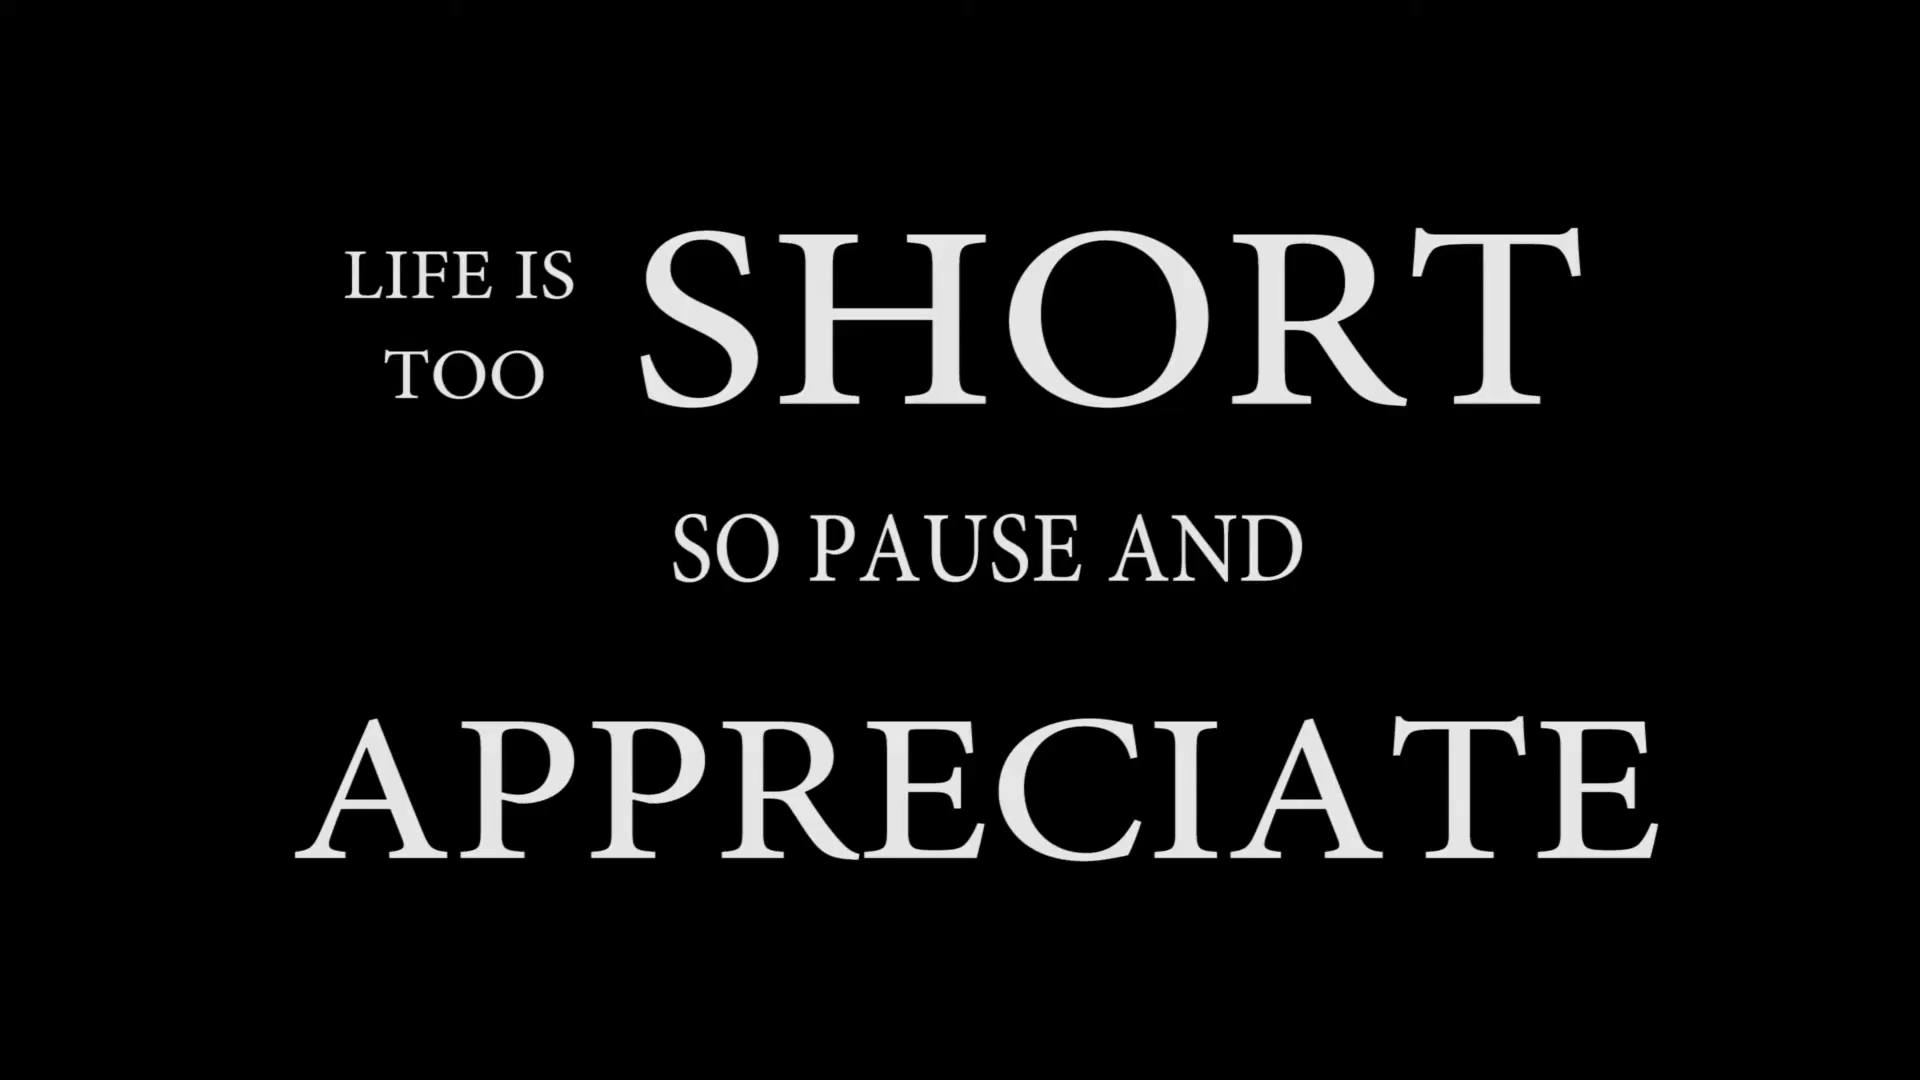 LIFE IS
TOO
SHORT
SO PAUSE AND
APPRECIATE